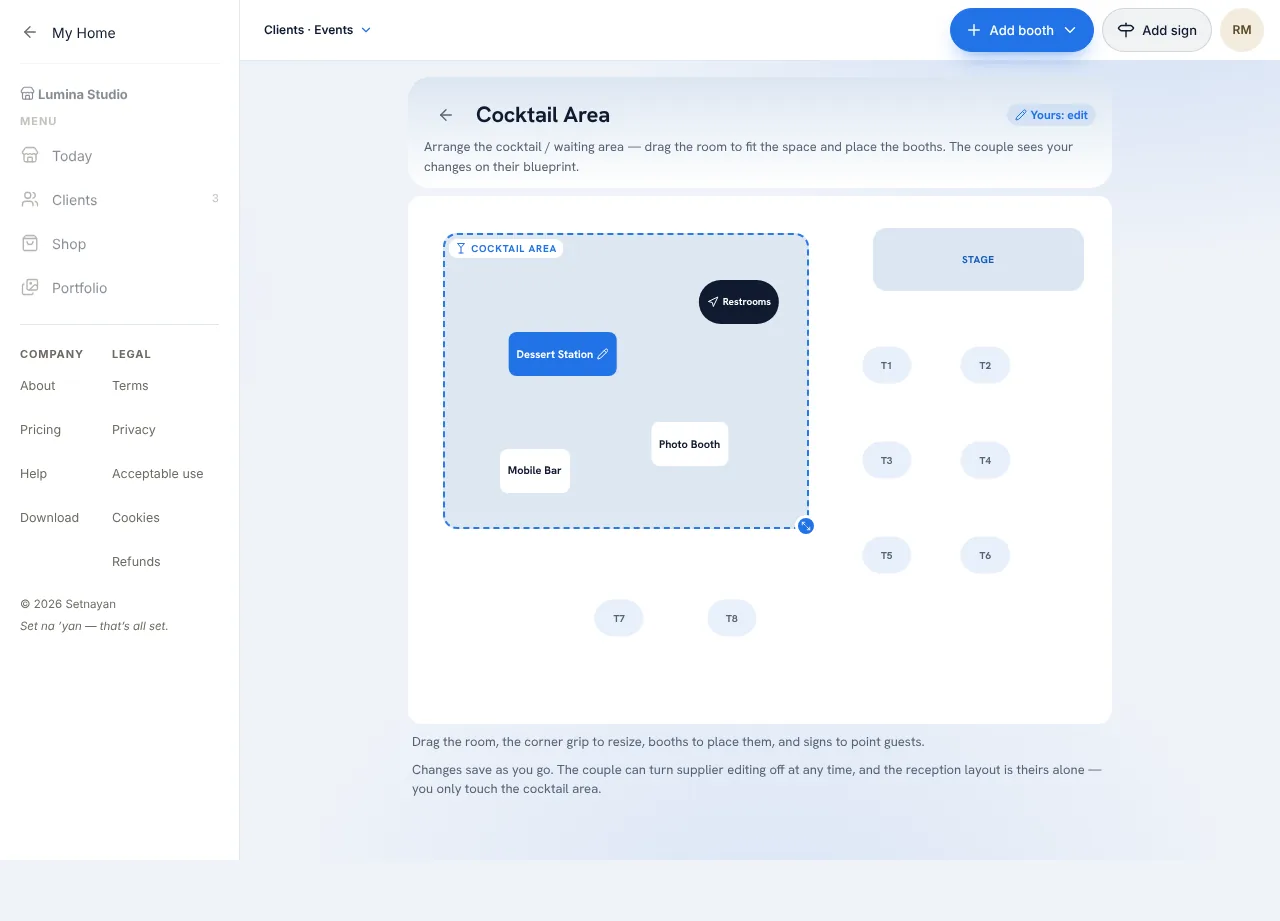 My Home
Lumina Studio
MENU
Today
Clients 3
Shop
Portfolio
COMPANY
About
Pricing
Help
Download
LEGAL
Terms
Privacy
Acceptable use
Cookies
Refunds
© 2026 Setnayan
Set na 'yan — that's all set.
Clients · Events
Add booth
Add sign
RM
Cocktail Area
Yours: edit
Arrange the cocktail / waiting area — drag the room to fit the space and place the booths. The couple sees your
changes on their blueprint.
COCKTAIL AREA
STAGE
Restrooms
Dessert Station
T1
T2
Photo Booth
Mobile Bar
T3
T4
T5
T6
T7
T8
Drag the room, the corner grip to resize, booths to place them, and signs to point guests.
Changes save as you go. The couple can turn supplier editing off at any time, and the reception layout is theirs alone —
you only touch the cocktail area.